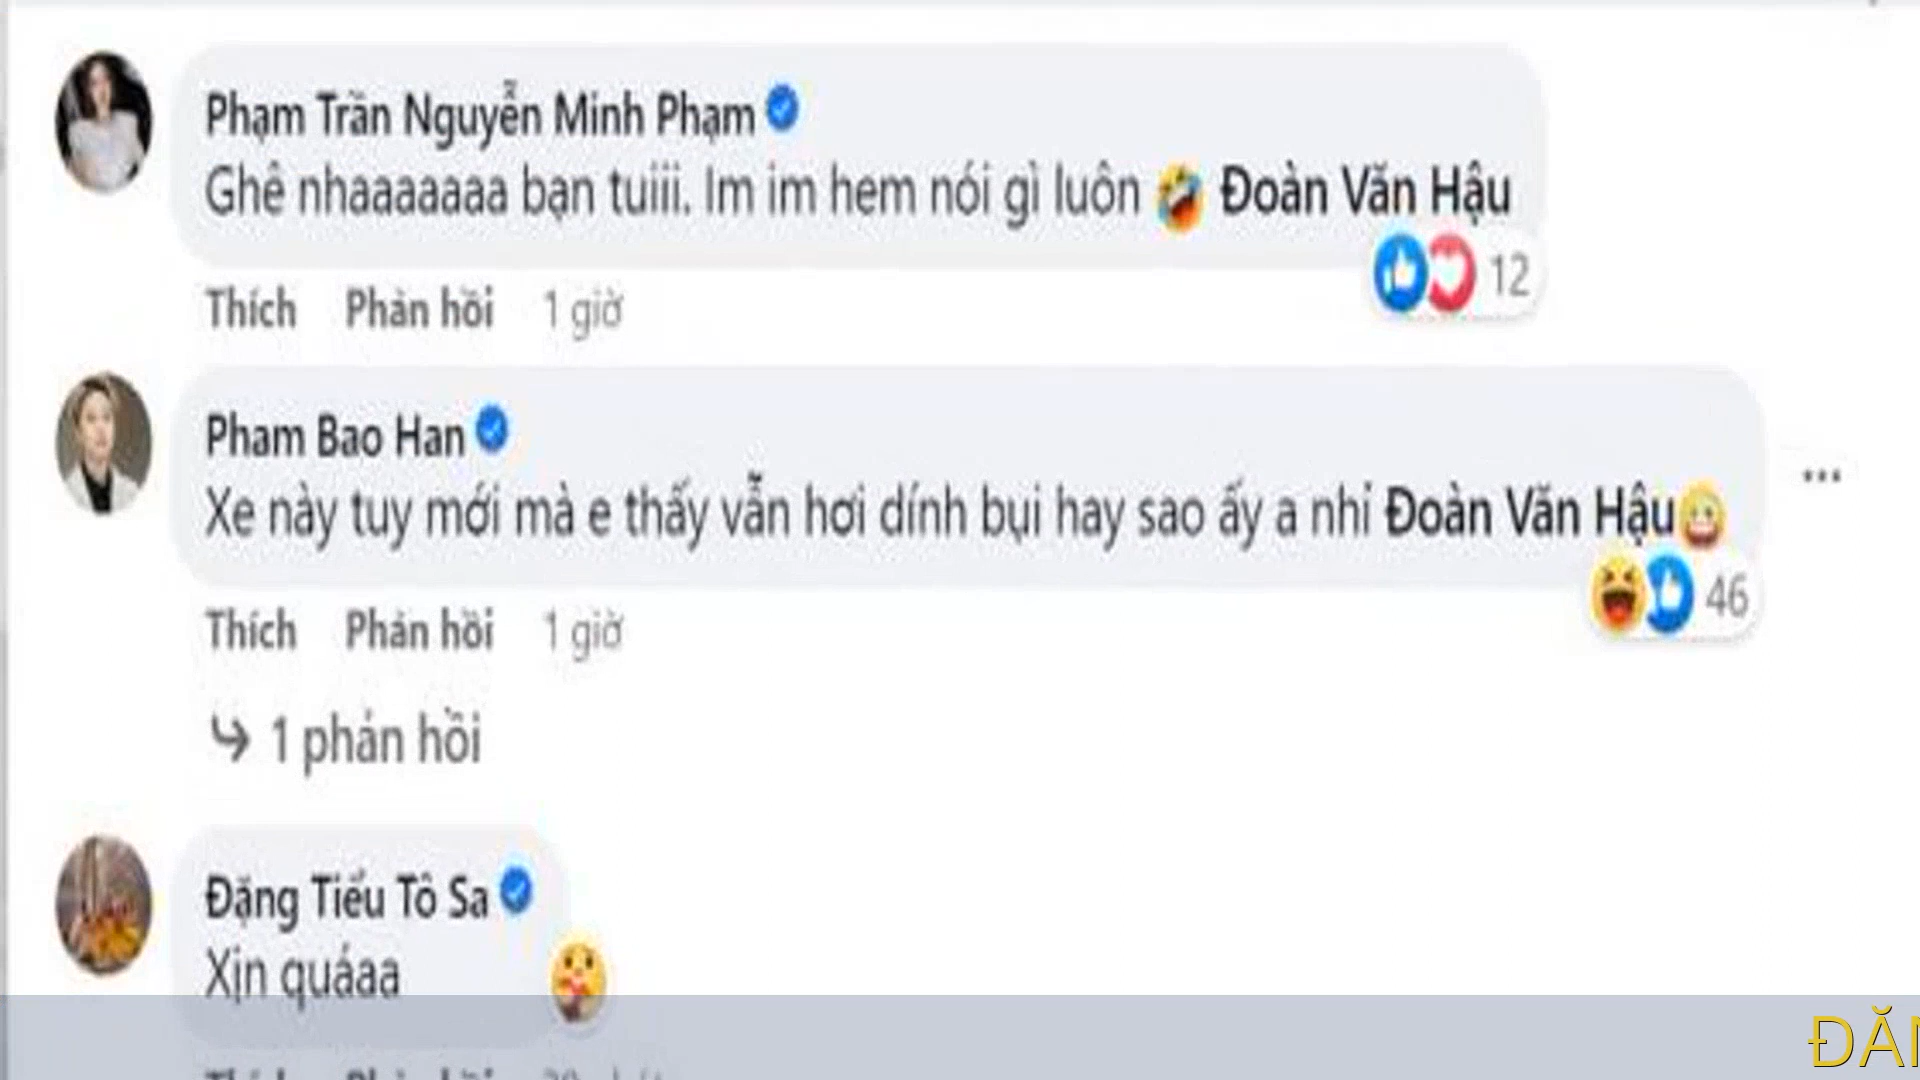 Phạm Trần Nguyễn Minh Phạm
Ghê nhaaaaaaa bạn tuiii. Im im hem nói gì luôn Đoàn Văn Hậu
12
Thích Phản hồi 1 giờ
Pham Bao Han
Xe này tuy mới mà e thấy vẫn hơi dính bụi hay sao ấy a nhỉ Đoàn Văn Hậu
46
Thích Phản hồi 1 giờ
1 phản hồi
Đặng Tiểu Tô Sa
Xịn quáaa
ĐĂN